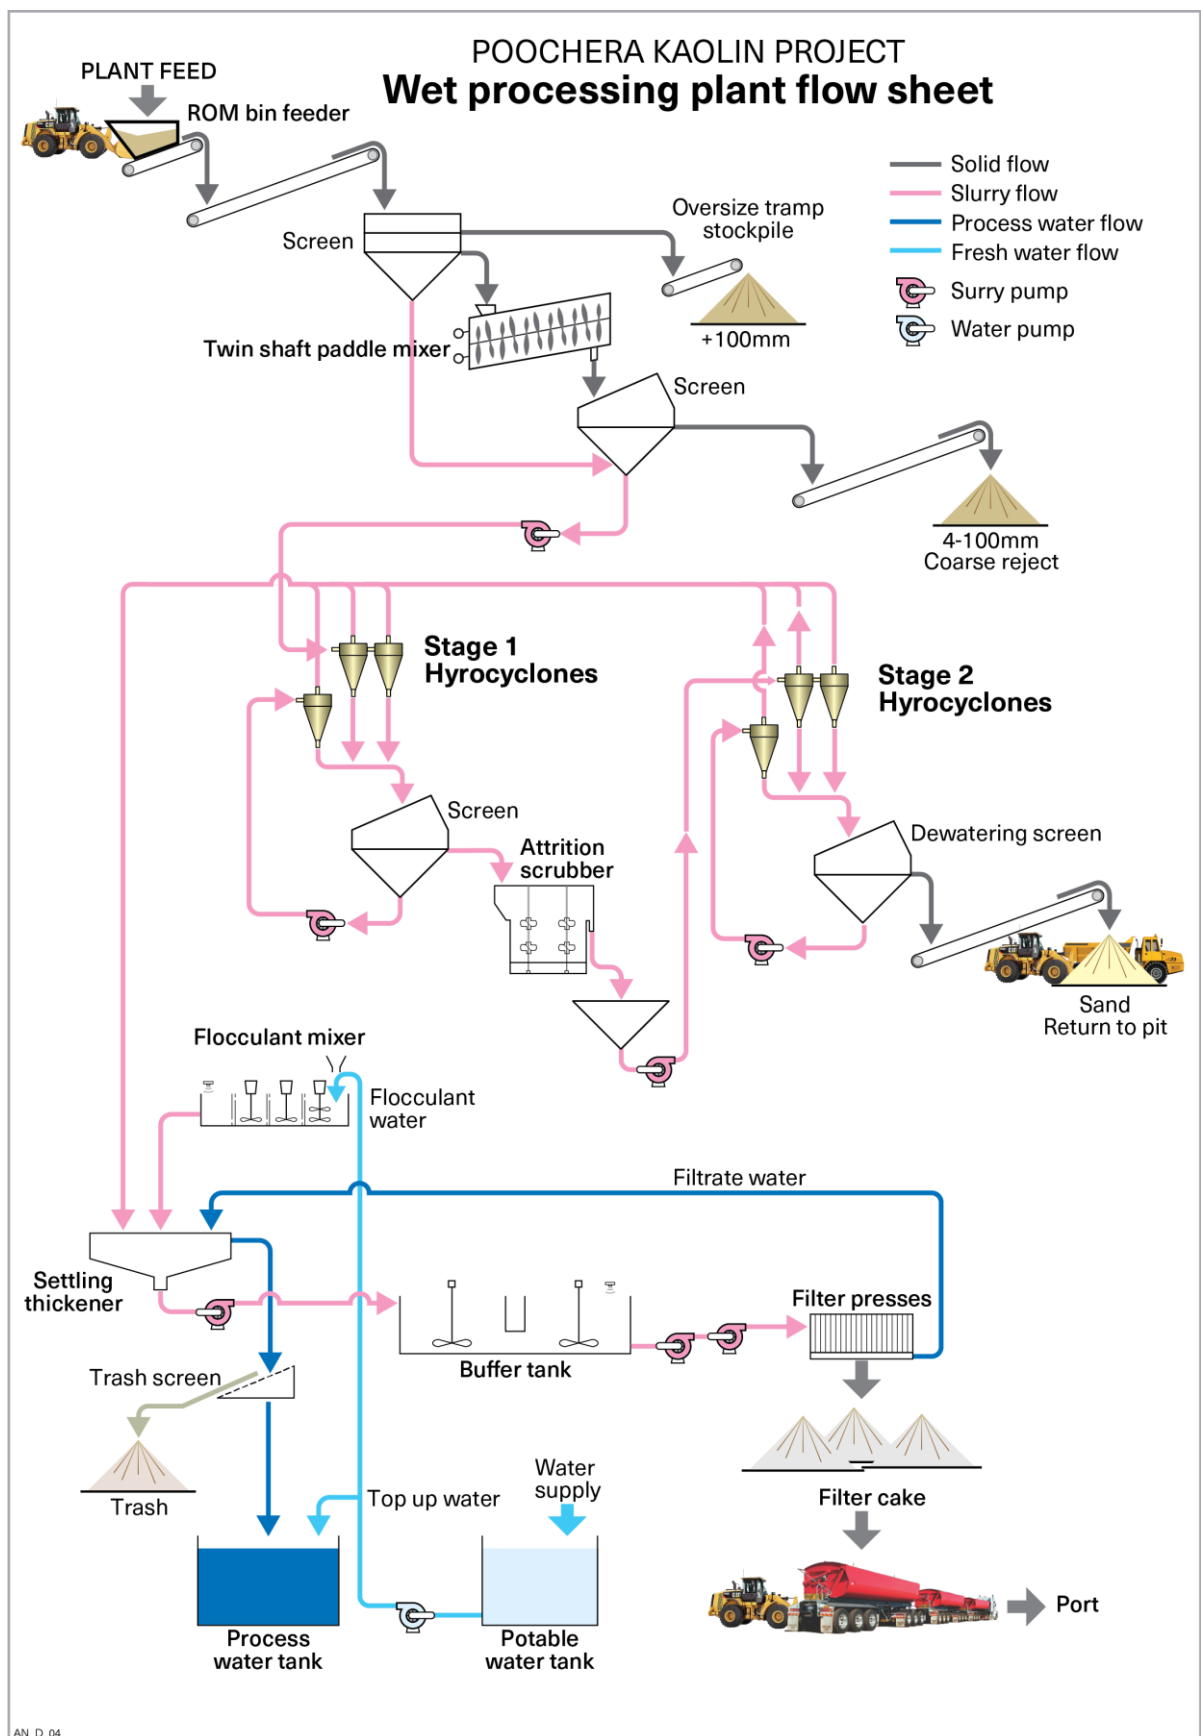 POOCHERA KAOLIN PROJECT
Wet processing plant flow sheet
PLANT FEED
ROM bin feeder
Solid flow
Slurry flow
Process water flow
Fresh water flow
Surry pump
Water pump
Screen
Oversize tramp
stockpile
+100mm
Twin shaft paddle mixer
Screen
4-100mm
Coarse reject
Stage 1
Hyrocyclones
Stage 2
Hyrocyclones
Screen
Attrition
scrubber
Dewatering screen
Sand
Return to pit
Flocculant mixer
Flocculant
water
Filtrate water
Settling
thickener
Filter presses
Buffer tank
Trash screen
Trash
Top up water
Water
supply
Filter cake
Process
water tank
Potable
water tank
Port
AN_D_04